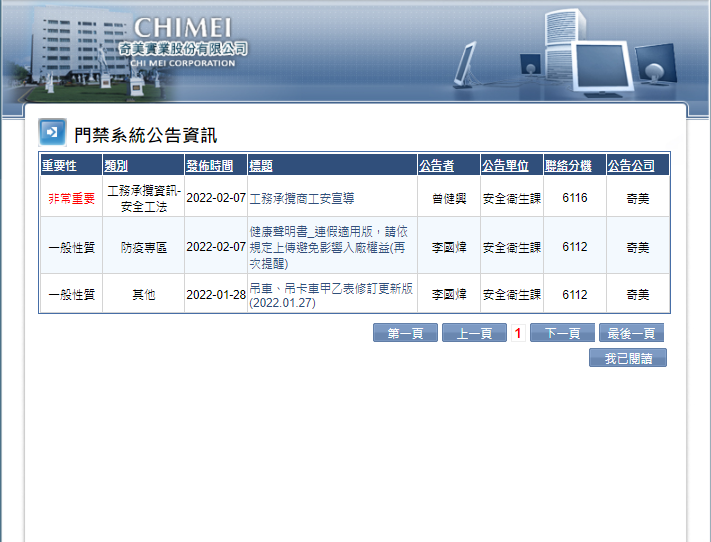 CHIMEI
奇美實業股份有限公司
CHI MEI CORPORATION
門禁系統公告資訊
重要性 類別 發佈時間 標題 公告者 公告單位 聯絡分機 公告公司
非常重要 工務承攬資訊-安全工法 2022-02-07 工務承攬商工安宣導 曾健興 安全衛生課 6116 奇美
一般性質 防疫專區 2022-02-07 健康聲明書_連假適用版，請依
規定上傳避免影響入廠權益(再
次提醒) 李國煒 安全衛生課 6112 奇美
一般性質 其他 2022-01-28 吊車、吊卡車甲乙表修訂更新版
(2022.01.27) 李國煒 安全衛生課 6112 奇美
第一頁 上一頁 1 下一頁 最後一頁
我已閱讀